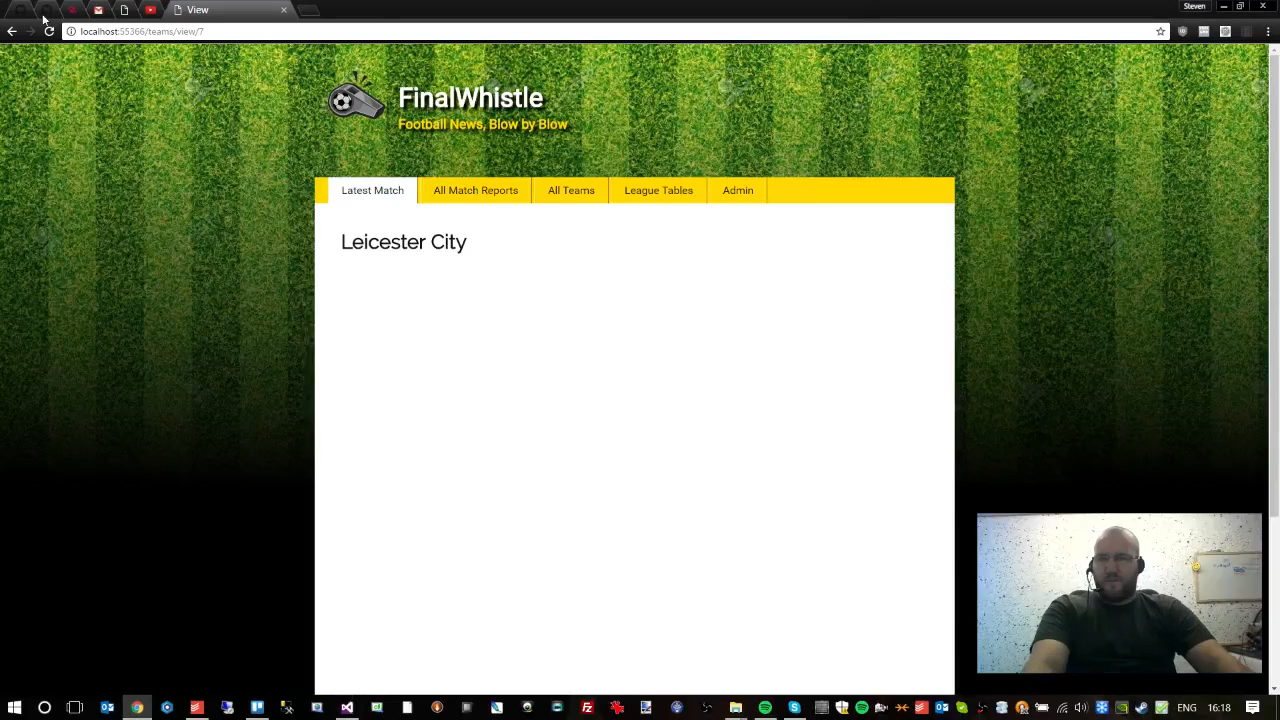 View
Steven
localhost:55366/teams/view/7
FinalWhistle
Football News, Blow by Blow
Latest Match
All Match Reports
All Teams
League Tables
Admin
Leicester City
ENG
16:18